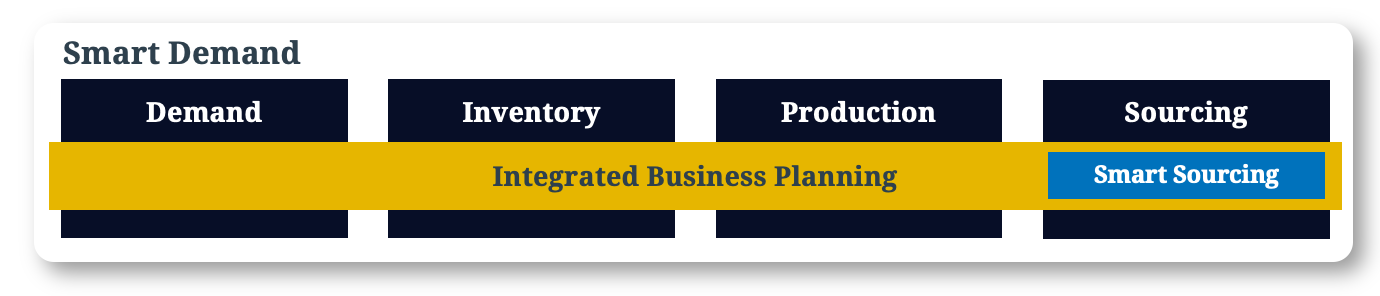 Smart Demand
Demand
Inventory
Production
Sourcing
Integrated Business Planning
Smart Sourcing